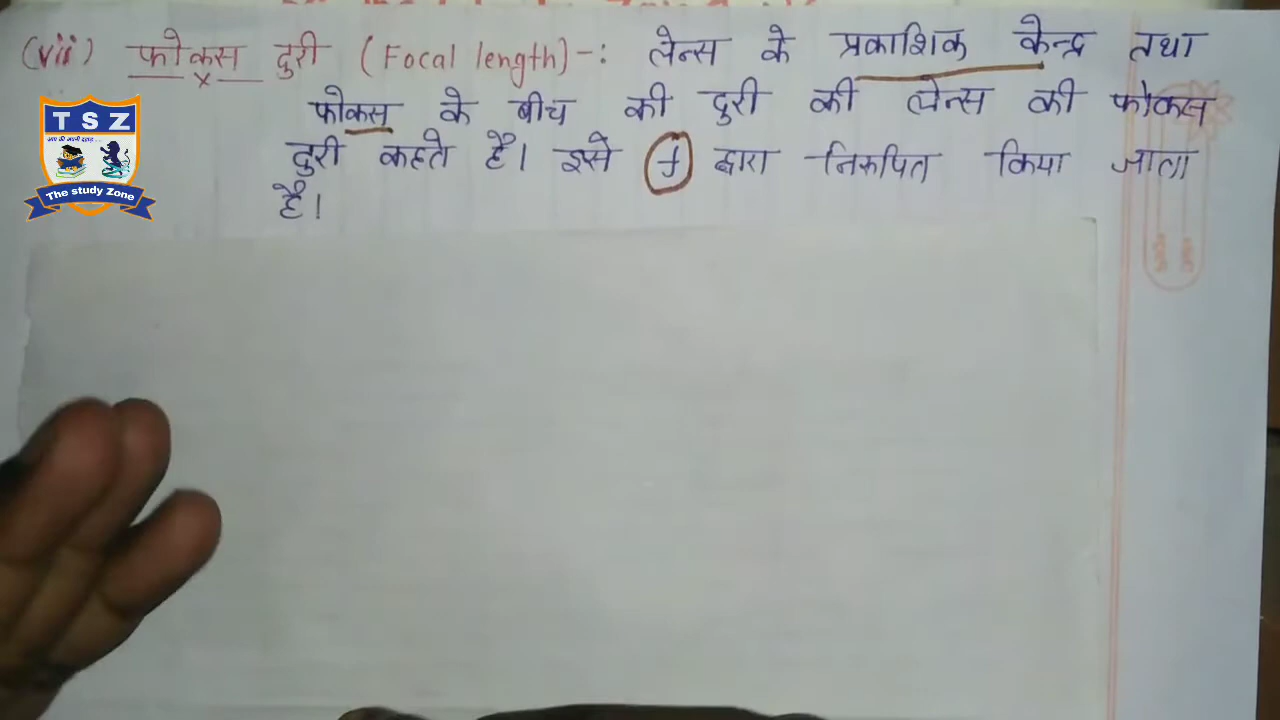 (vii) फोकस दुरी (Focal length) -: लेन्स के प्रकाशिक केन्द्र तथा
फोकस के बीच की दुरी की लेन्स की फोकस
दुरी कहते हैं। इसे f द्वारा निरुपित किया जाता
है।
T S Z
The study Zone